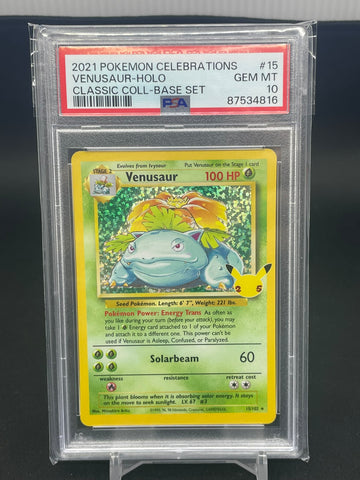 2021 POKEMON CELEBRATIONS #15
VENUSAUR-HOLO GEM MT
CLASSIC COLL-BASE SET 10
PSA 87534816
STAGE 2 Evolves from Ivysaur Put Venusaur on the Stage 1 card
Venusaur 100 HP
Seed Pokémon. Length: 6' 7", Weight: 221 lbs.
25
Pokémon Power: Energy Trans As often as
you like during your turn (before your attack), you may
take 1 Energy card attached to 1 of your Pokémon and
attach it to a different one. This power can't be used
if Venusaur is Asleep, Confused, or Paralyzed.
Solarbeam 60
weakness resistance retreat cost
This plant blooms when it is absorbing solar energy. It stays
on the move to seek sunlight. LV. 67 #3
Illus. Mitsuhiro Arita
15/102